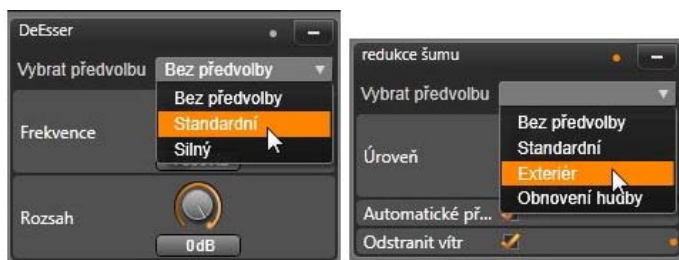 DeEsser
Vybrat předvolbu Bez předvolby
Bez předvolby
Standardní
Silný
Frekvence
Rozsah
0dB
redukce šumu
Vybrat předvolbu
Bez předvolby
Standardní
Exteriér
Obnovení hudby
Úroveň
Automatické př...
Odstranit vítr